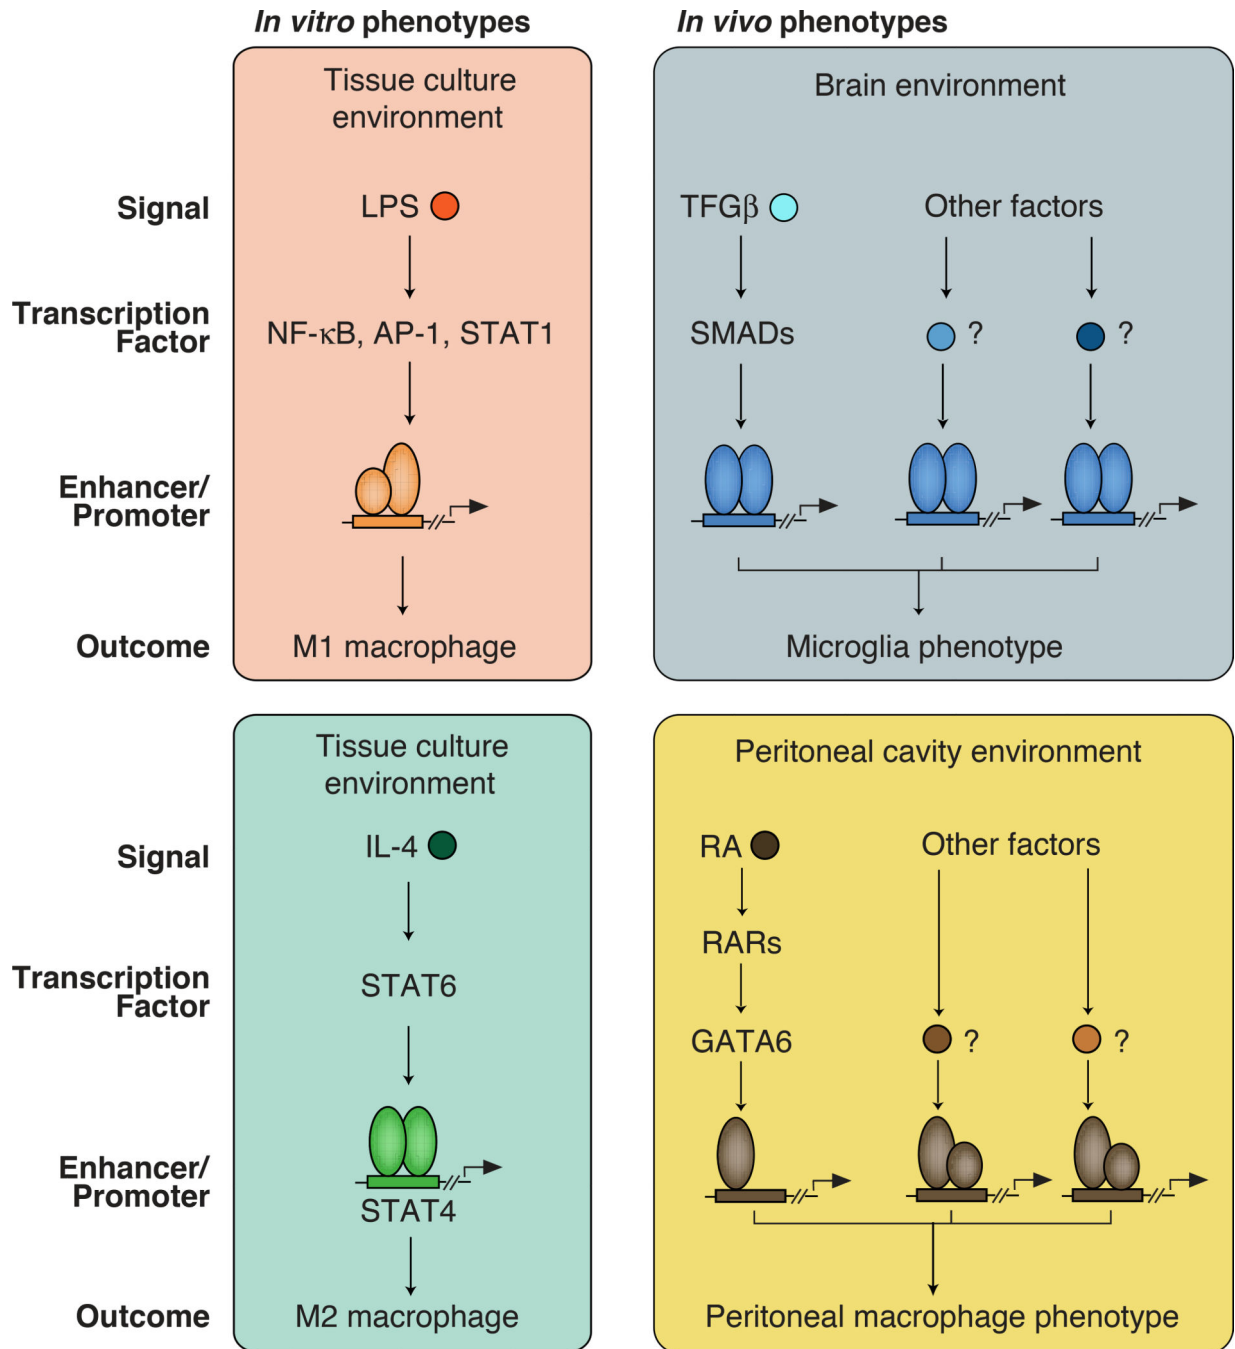 In vitro phenotypes
In vivo phenotypes
Tissue culture
environment
Signal
LPS
Transcription
Factor
NF-κB, AP-1, STAT1
Enhancer/
Promoter
Outcome
M1 macrophage
Brain environment
TFGβ
Other factors
SMADs
?
?
Microglia phenotype
Tissue culture
environment
Signal
IL-4
Transcription
Factor
STAT6
Enhancer/
Promoter
STAT4
Outcome
M2 macrophage
Peritoneal cavity environment
RA
Other factors
RARs
GATA6
?
?
Peritoneal macrophage phenotype